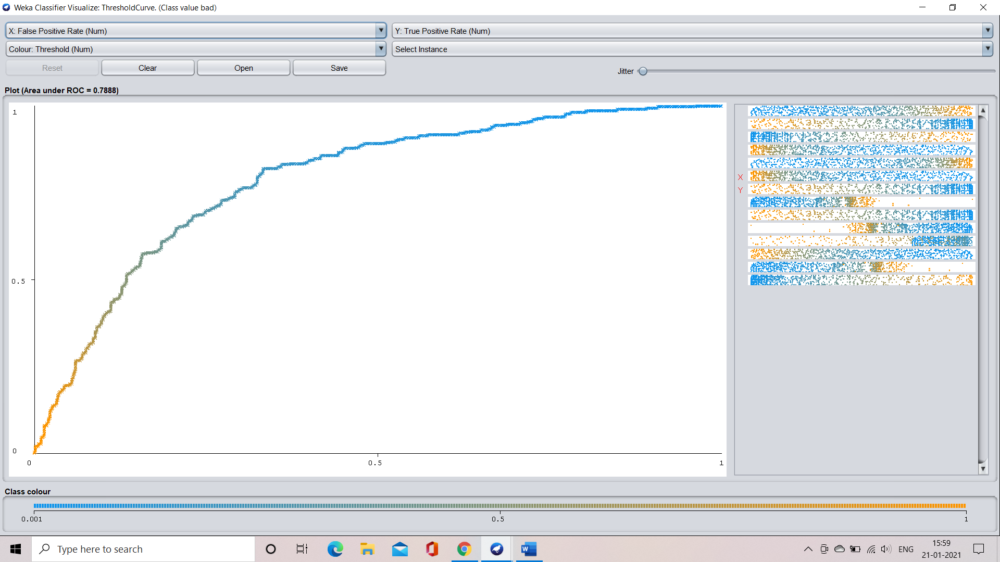 Weka Classifier Visualize: ThresholdCurve. (Class value bad)
X: False Positive Rate (Num)
Y: True Positive Rate (Num)
Colour: Threshold (Num)
Select Instance
Reset
Clear
Open
Save
Jitter
Plot (Area under ROC = 0.7888)
1
0.5
0
0
0.5
1
X
Y
Class colour
0.001
0.5
1
Type here to search
W
ENG
15:59
21-01-2021